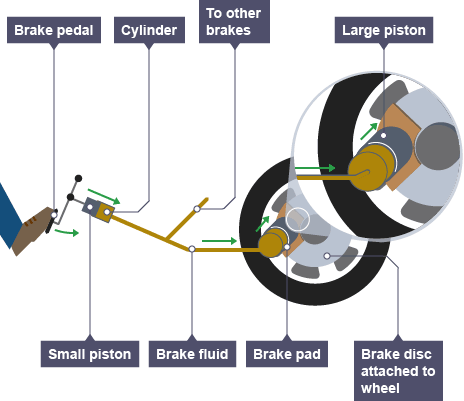 Brake pedal
Cylinder
To other
brakes
Large piston
Small piston
Brake fluid
Brake pad
Brake disc
attached to
wheel